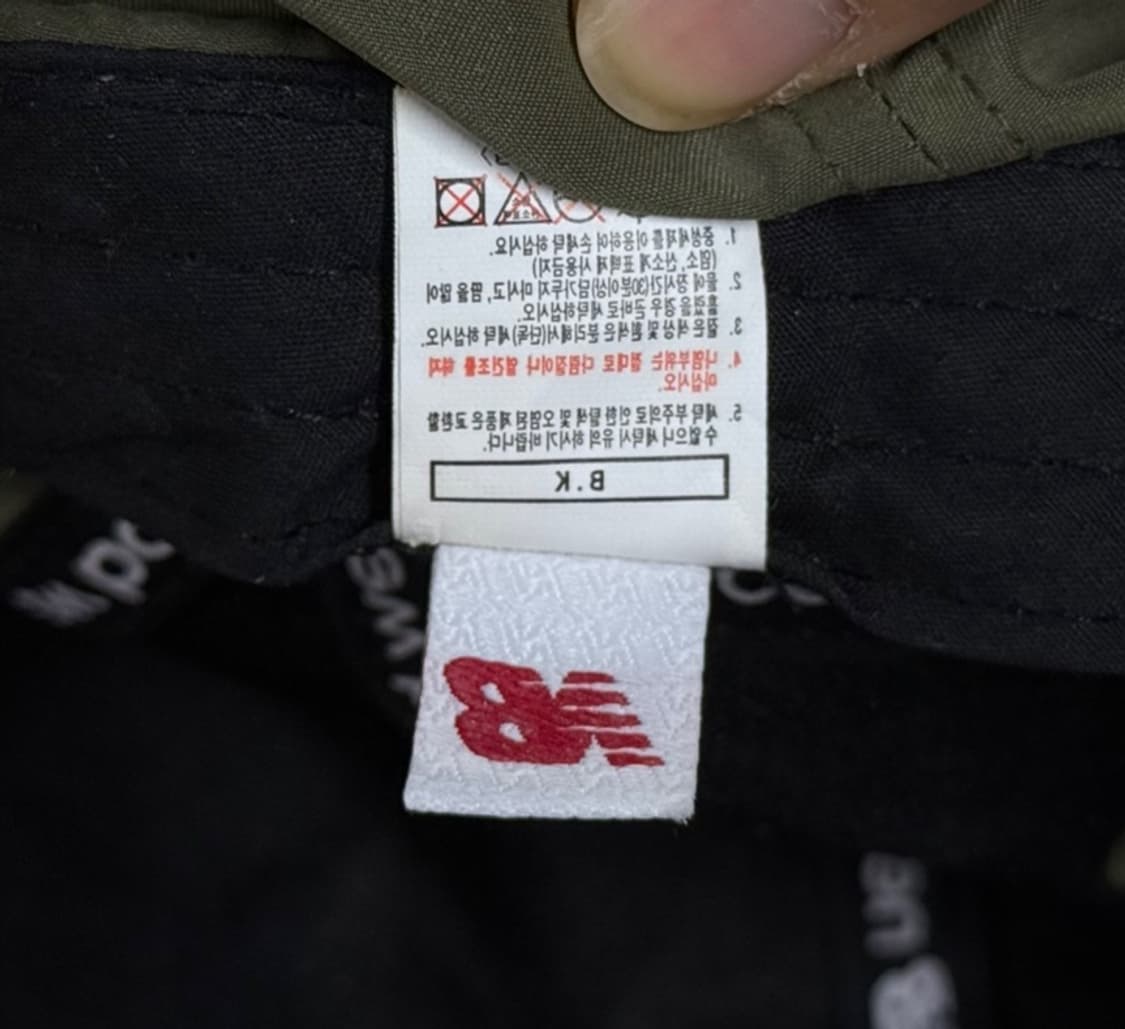 1. 중성세제를 이용하여 손세탁 하십시오.
(염소, 산소계 표백제 사용금지)
2. 물에 장시간(30분이상)담가두지 마시고, 땀을 많이
흘렸을 경우 곧바로 세탁하십시오.
3. 짙은 색상 및 흰색은 분리해서(단독)세탁 하십시오.
4. 나염부위는 절대로 다림질이나 열건조를 하지
마십시오.
5. 세탁 부주의로 인한 탈색 및 오염된 제품은 교환할
수 없으니 세탁시 유의하시기 바랍니다.
B.K
NB